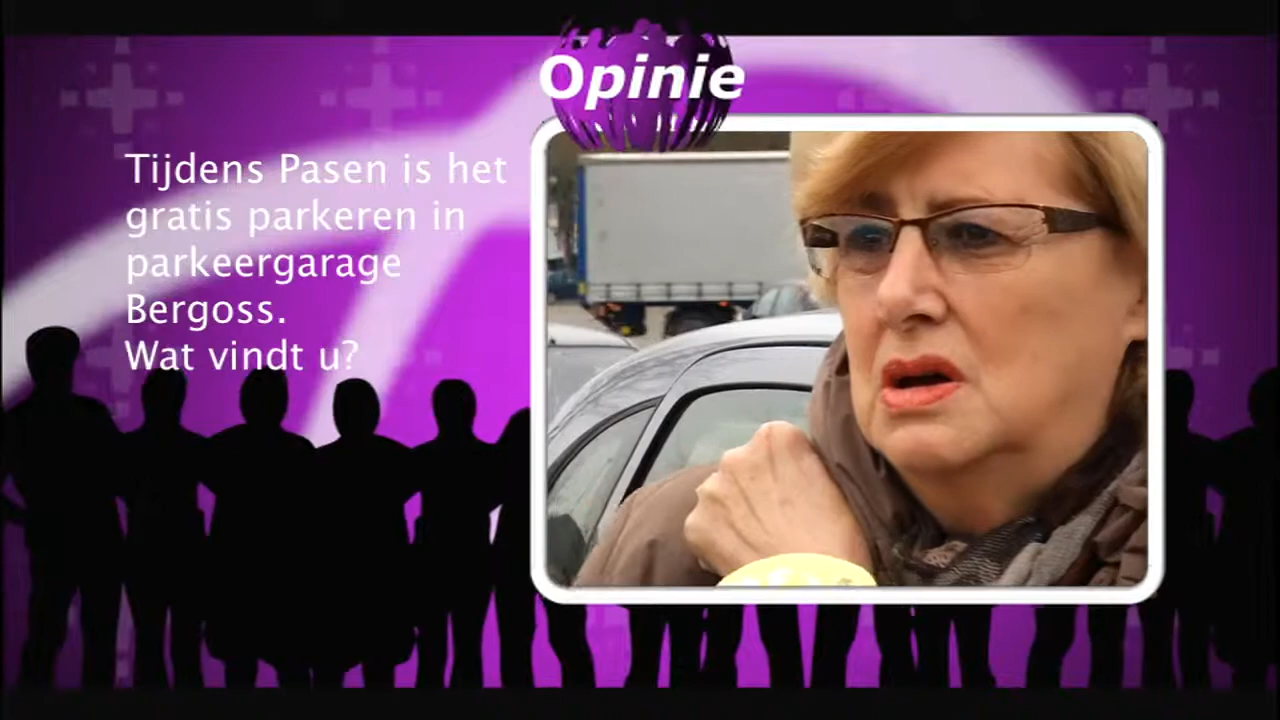 Opinie
Tijdens Pasen is het
gratis parkeren in
parkeergarage
Bergoss.
Wat vindt u?